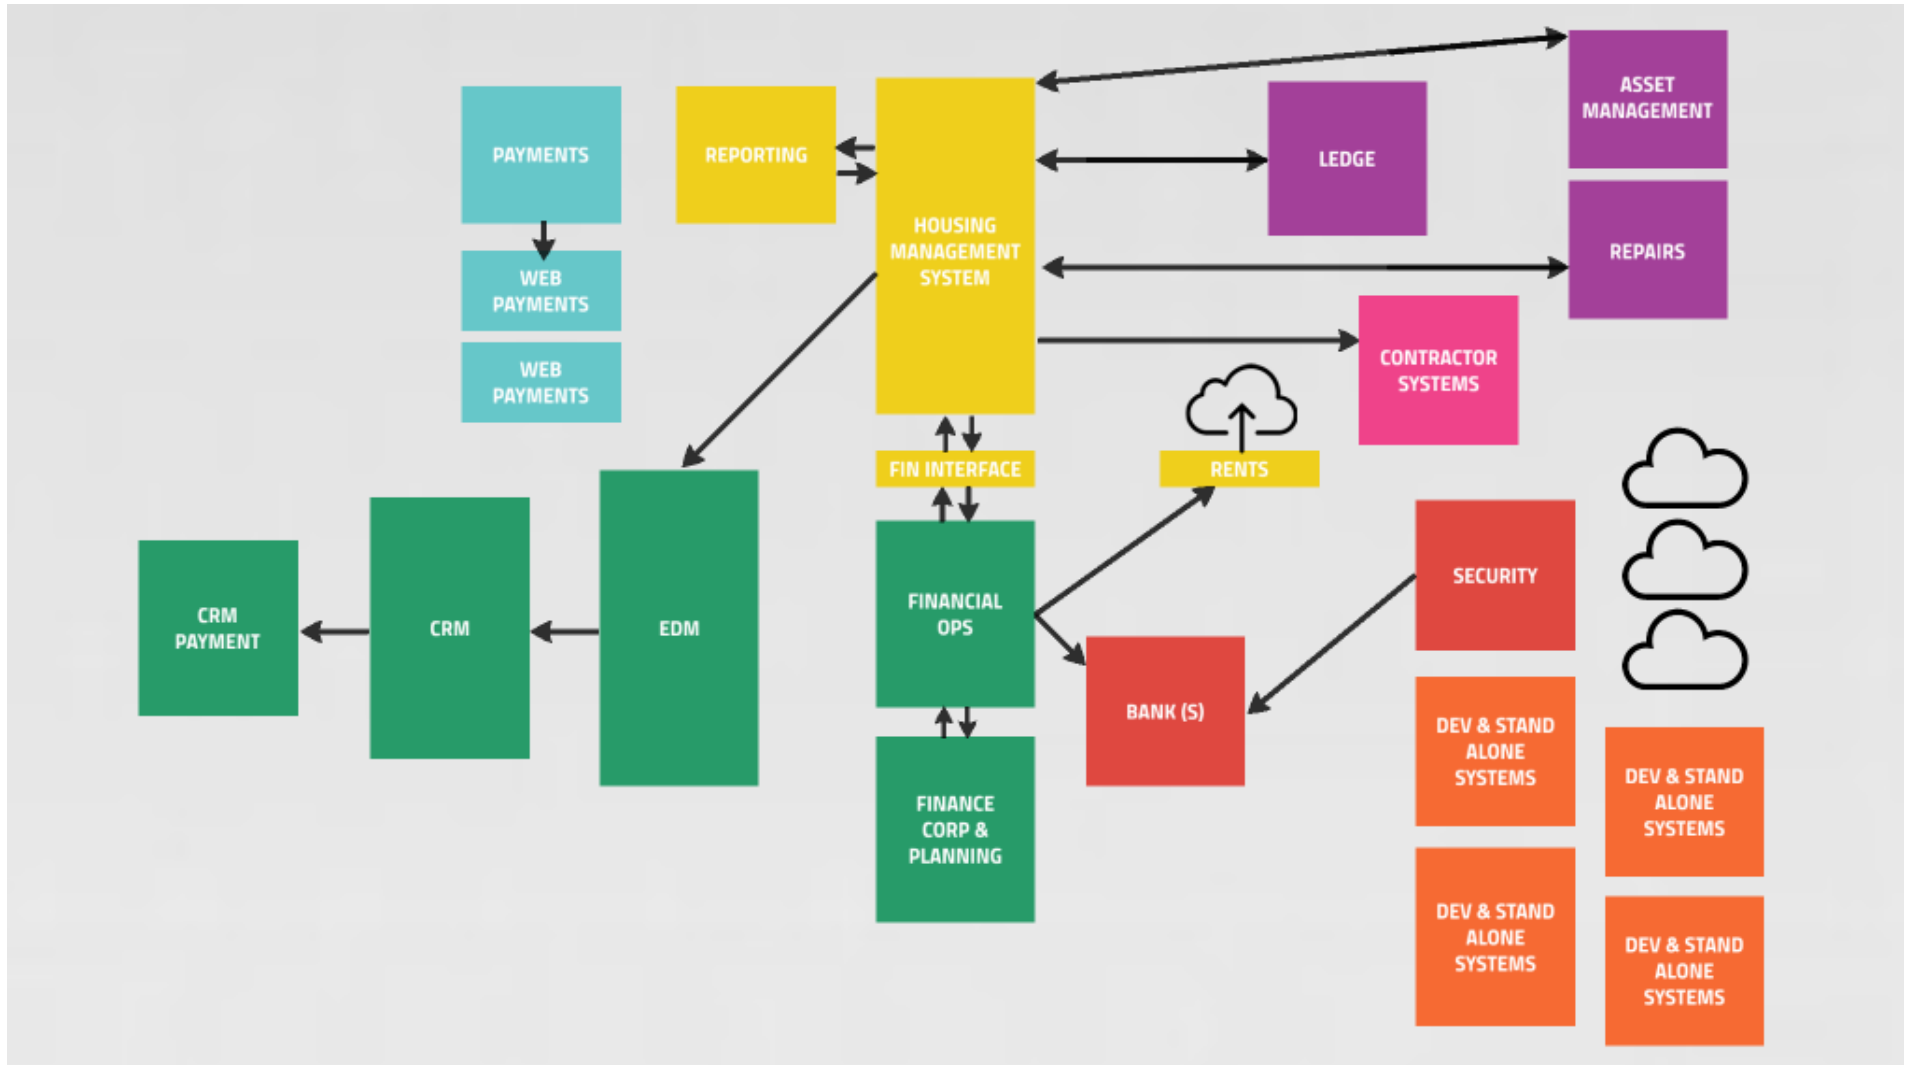 PAYMENTS
WEB
PAYMENTS
WEB
PAYMENTS
REPORTING
HOUSING
MANAGEMENT
SYSTEM
LEDGE
ASSET
MANAGEMENT
REPAIRS
CONTRACTOR
SYSTEMS
FIN INTERFACE
RENTS
CRM
PAYMENT
CRM
EDM
FINANCIAL
OPS
FINANCE
CORP &
PLANNING
BANK (S)
SECURITY
DEV & STAND
ALONE
SYSTEMS
DEV & STAND
ALONE
SYSTEMS
DEV & STAND
ALONE
SYSTEMS
DEV & STAND
ALONE
SYSTEMS